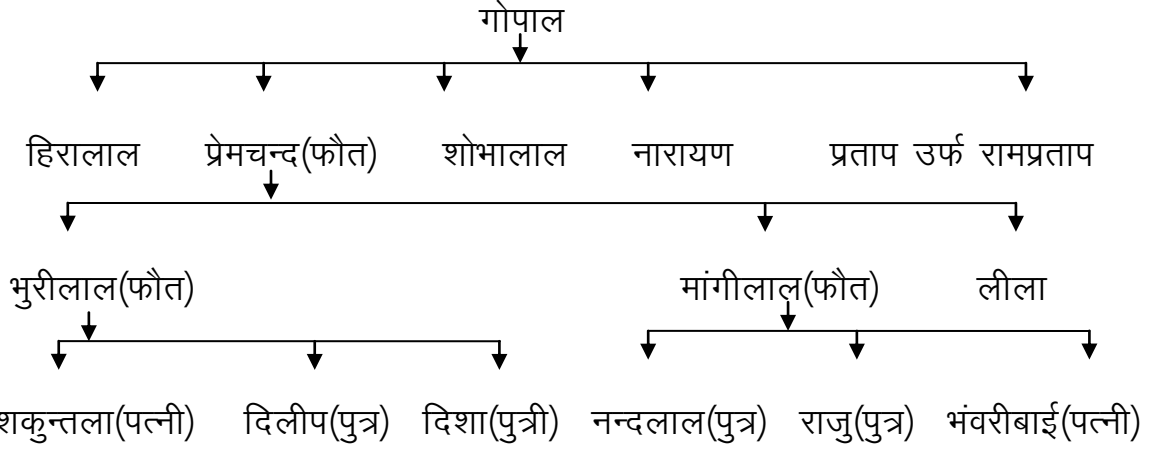 गोपाल
हिरालाल प्रेमचन्द(फौत) शोभालाल नारायण प्रताप उर्फ रामप्रताप
भुरीलाल(फौत) मांगीलाल(फौत) लीला
शकुन्तला(पत्नी) दिलीप(पुत्र) दिशा(पुत्री) नन्दलाल(पुत्र) राजु(पुत्र) भंवरीबाई(पत्नी)